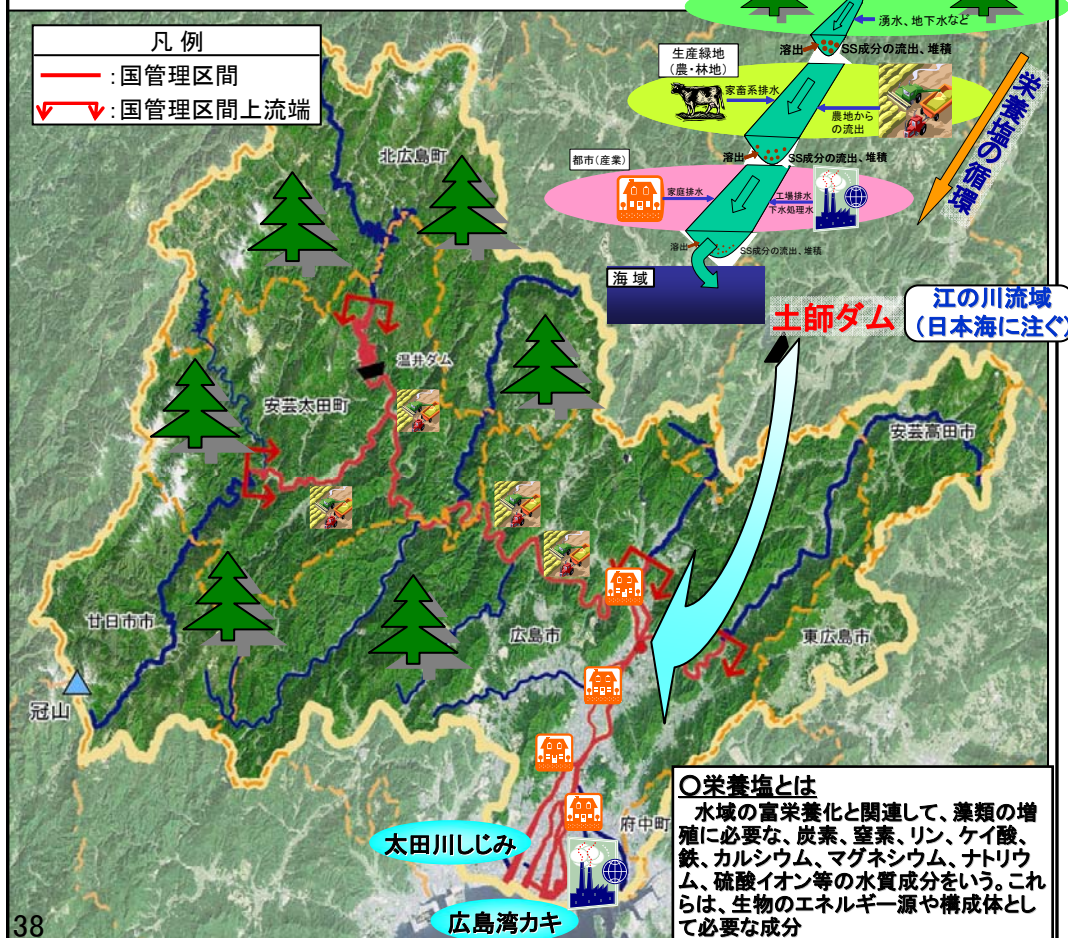 凡例
:国管理区間
:国管理区間上流端
湧水、地下水など
溶出
SS成分の流出、堆積
生産緑地
(農・林地)
家畜系排水
農地から
の流出
溶出
SS成分の流出、堆積
都市(産業)
家庭排水
工場排水
下水処理水
溶出
SS成分の流出、堆積
海域
栄養塩の循環
土師ダム
江の川流域
(日本海に注ぐ)
北広島町
温井ダム
安芸太田町
安芸高田市
廿日市市
広島市
東広島市
冠山
府中町
太田川しじみ
広島湾カキ
○栄養塩とは
水域の富栄養化と関連して、藻類の増
殖に必要な、炭素、窒素、リン、ケイ酸、
鉄、カルシウム、マグネシウム、ナトリウ
ム、硫酸イオン等の水質成分をいう。これ
らは、生物のエネルギー源や構成体とし
て必要な成分
38